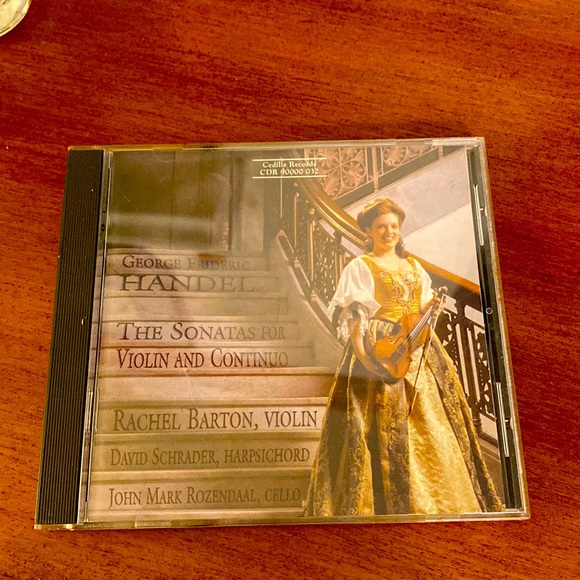 Cedille Records
CDR 90000 032
GEORGE FRIDERIC
HANDEL
THE SONATAS FOR
VIOLIN AND CONTINUO
RACHEL BARTON, VIOLIN
DAVID SCHRADER, HARPSICHORD
JOHN MARK ROZENDAAL, CELLO